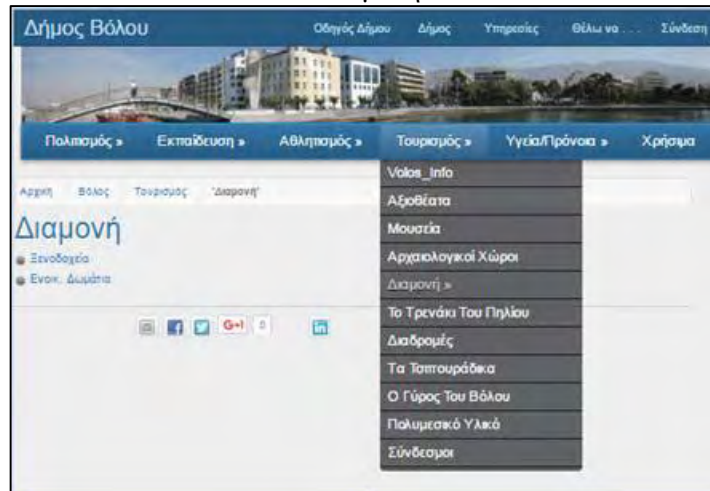 Δήμος Βόλου
Οδηγός Δήμου Δήμος Υπηρεσίες Θέλω να . . . Σύνδεση
Πολιτισμός » Εκπαίδευση » Αθλητισμός » Τουρισμός » Υγεία/Πρόνοια » Χρήσιμα
Volos_Info
Αξιοθέατα
Μουσεία
Αρχαιολογικοί Χώροι
Διαμονή »
Το Τρενάκι Του Πηλίου
Διαδρομές
Τα Τσιπουράδικα
Ο Γύρος Του Βόλου
Πολυμεσικό Υλικό
Σύνδεσμοι
Αρχική Βόλος Τουρισμός 'Διαμονή'
Διαμονή
Ξενοδοχεία
Ενοικ. Δωμάτια
G+1 0
in